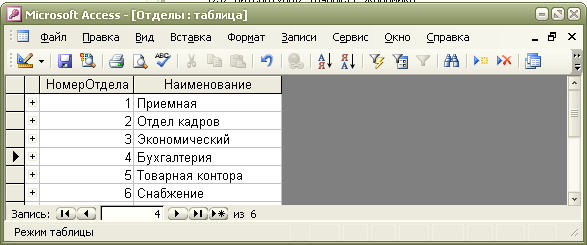 Microsoft Access - [Отделы : таблица]
Файл Правка Вид Вставка Формат Записи Сервис Окно Справка
НомерОтдела Наименование
+ 1 Приемная
+ 2 Отдел кадров
+ 3 Экономический
+ 4 Бухгалтерия
+ 5 Товарная контора
+ 6 Снабжение
Запись: 4 из 6
Режим таблицы